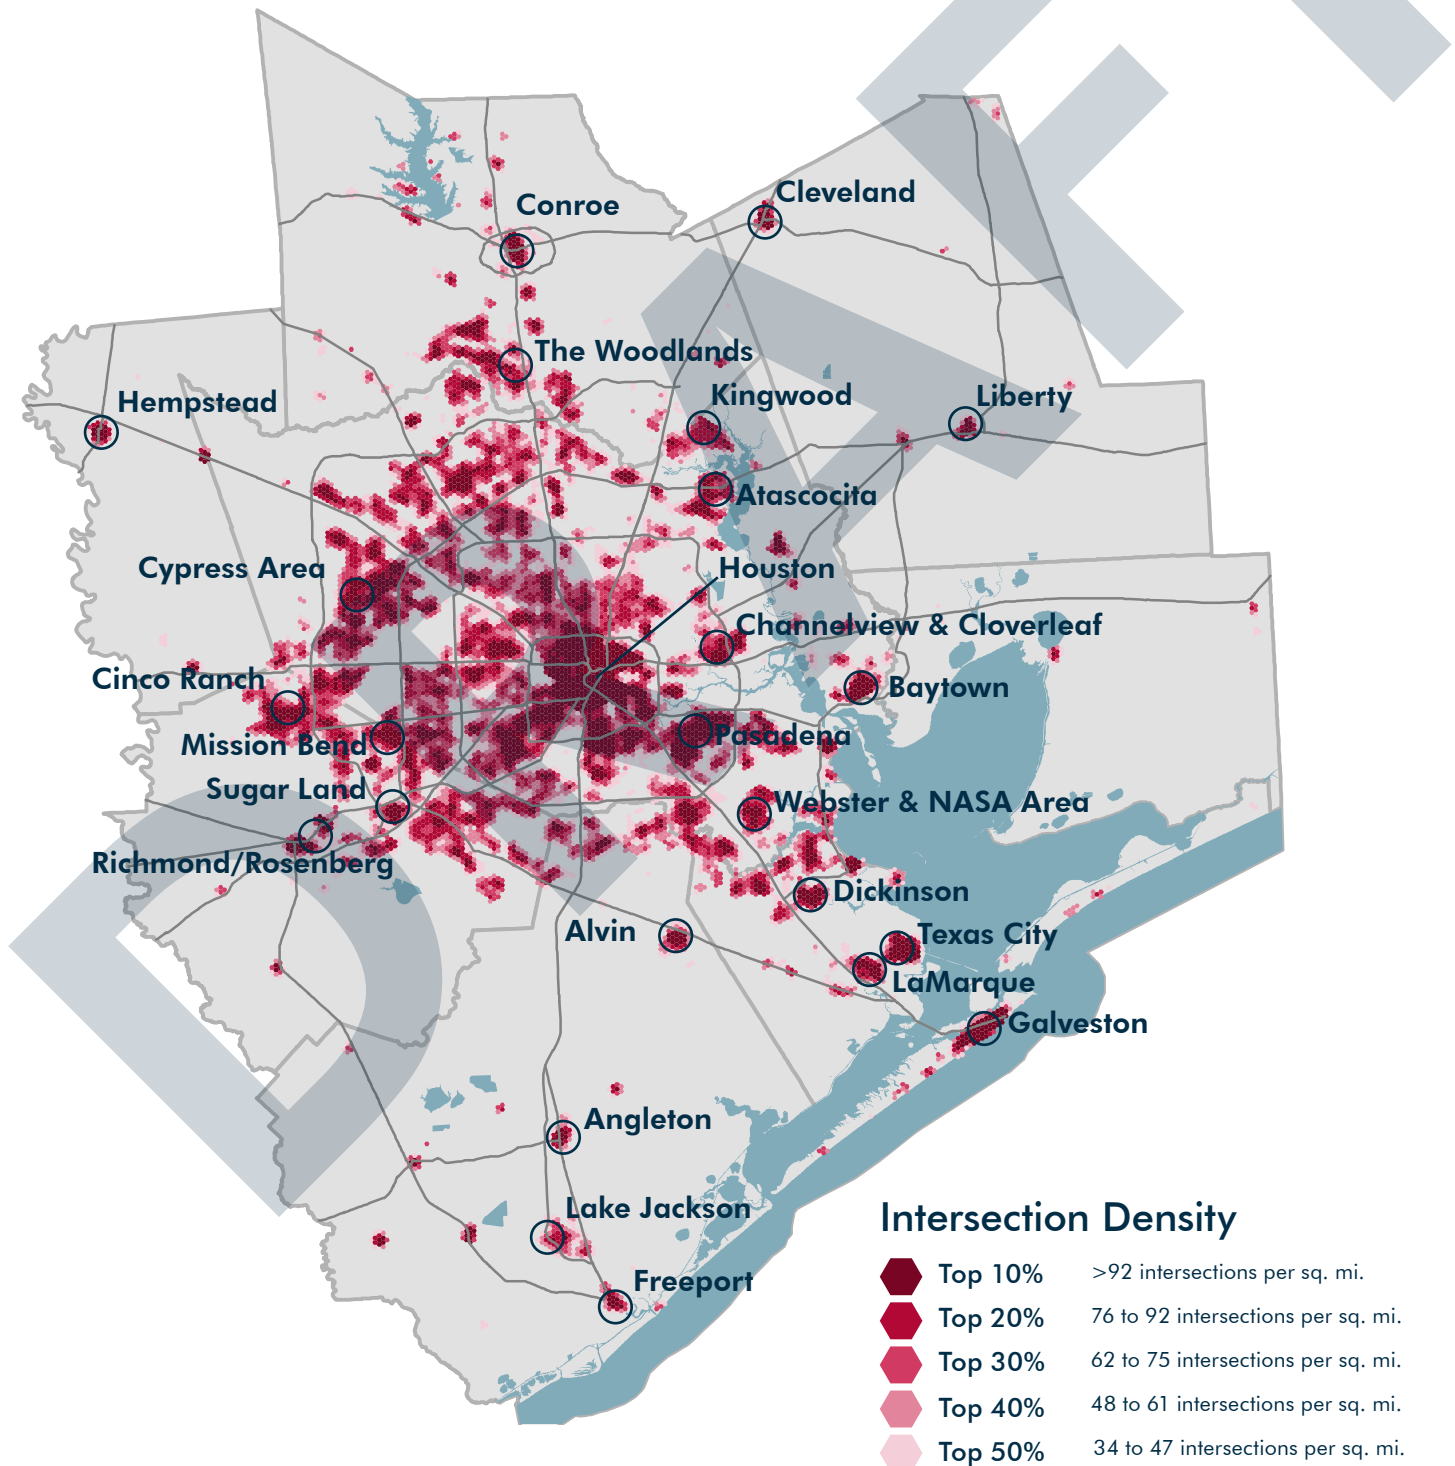 Conroe
Cleveland
The Woodlands
Hempstead
Kingwood
Liberty
Atascocita
Cypress Area
Houston
Channelview & Cloverleaf
Cinco Ranch
Baytown
Mission Bend
Pasadena
Sugar Land
Webster & NASA Area
Richmond/Rosenberg
Dickinson
Alvin
Texas City
LaMarque
Galveston
Angleton
Lake Jackson
Freeport
Intersection Density
Top 10% >92 intersections per sq. mi.
Top 20% 76 to 92 intersections per sq. mi.
Top 30% 62 to 75 intersections per sq. mi.
Top 40% 48 to 61 intersections per sq. mi.
Top 50% 34 to 47 intersections per sq. mi.
DRAFT